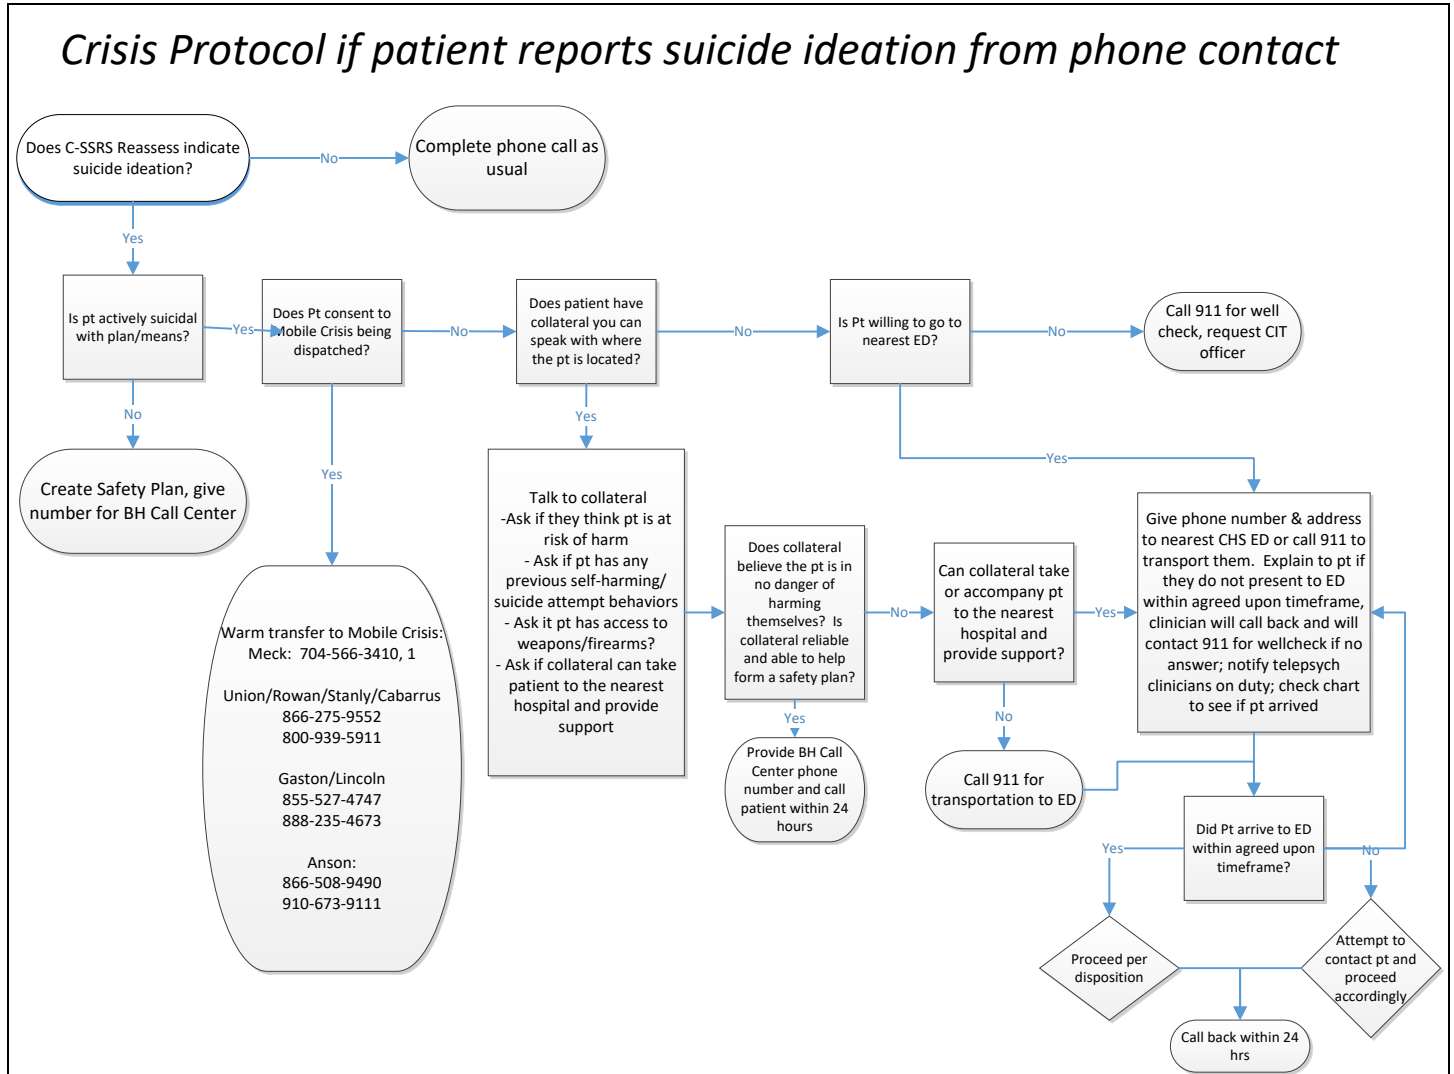 Crisis Protocol if patient reports suicide ideation from phone contact
Does C-SSRS Reassess indicate
suicide ideation?
No
Complete phone call as
usual
Yes
Is pt actively suicidal
with plan/means?
Yes
Does Pt consent to
Mobile Crisis being
dispatched?
No
Does patient have
collateral you can
speak with where
the pt is located?
No
Is Pt willing to go to
nearest ED?
No
Call 911 for well
check, request CIT
officer
No
Create Safety Plan, give
number for BH Call Center
Yes
Warm transfer to Mobile Crisis:
Meck:  704-566-3410, 1
Union/Rowan/Stanly/Cabarrus
866-275-9552
800-939-5911
Gaston/Lincoln
855-527-4747
888-235-4673
Anson:
866-508-9490
910-673-9111
Yes
Talk to collateral
-Ask if they think pt is at
risk of harm
- Ask if pt has any
previous self-harming/
suicide attempt behaviors
- Ask it pt has access to
weapons/firearms?
- Ask if collateral can take
patient to the nearest
hospital and provide
support
Does collateral
believe the pt is in
no danger of
harming
themselves?  Is
collateral reliable
and able to help
form a safety plan?
Yes
Provide BH Call
Center phone
number and call
patient within 24
hours
No
Can collateral take
or accompany pt
to the nearest
hospital and
provide support?
No
Call 911 for
transportation to ED
Yes
Yes
Give phone number & address
to nearest CHS ED or call 911 to
transport them.  Explain to pt if
they do not present to ED
within agreed upon timeframe,
clinician will call back and will
contact 911 for wellcheck if no
answer; notify telepsych
clinicians on duty; check chart
to see if pt arrived
Did Pt arrive to ED
within agreed upon
timeframe?
Yes
No
Proceed per
disposition
Attempt to
contact pt and
proceed
accordingly
Call back within 24
hrs